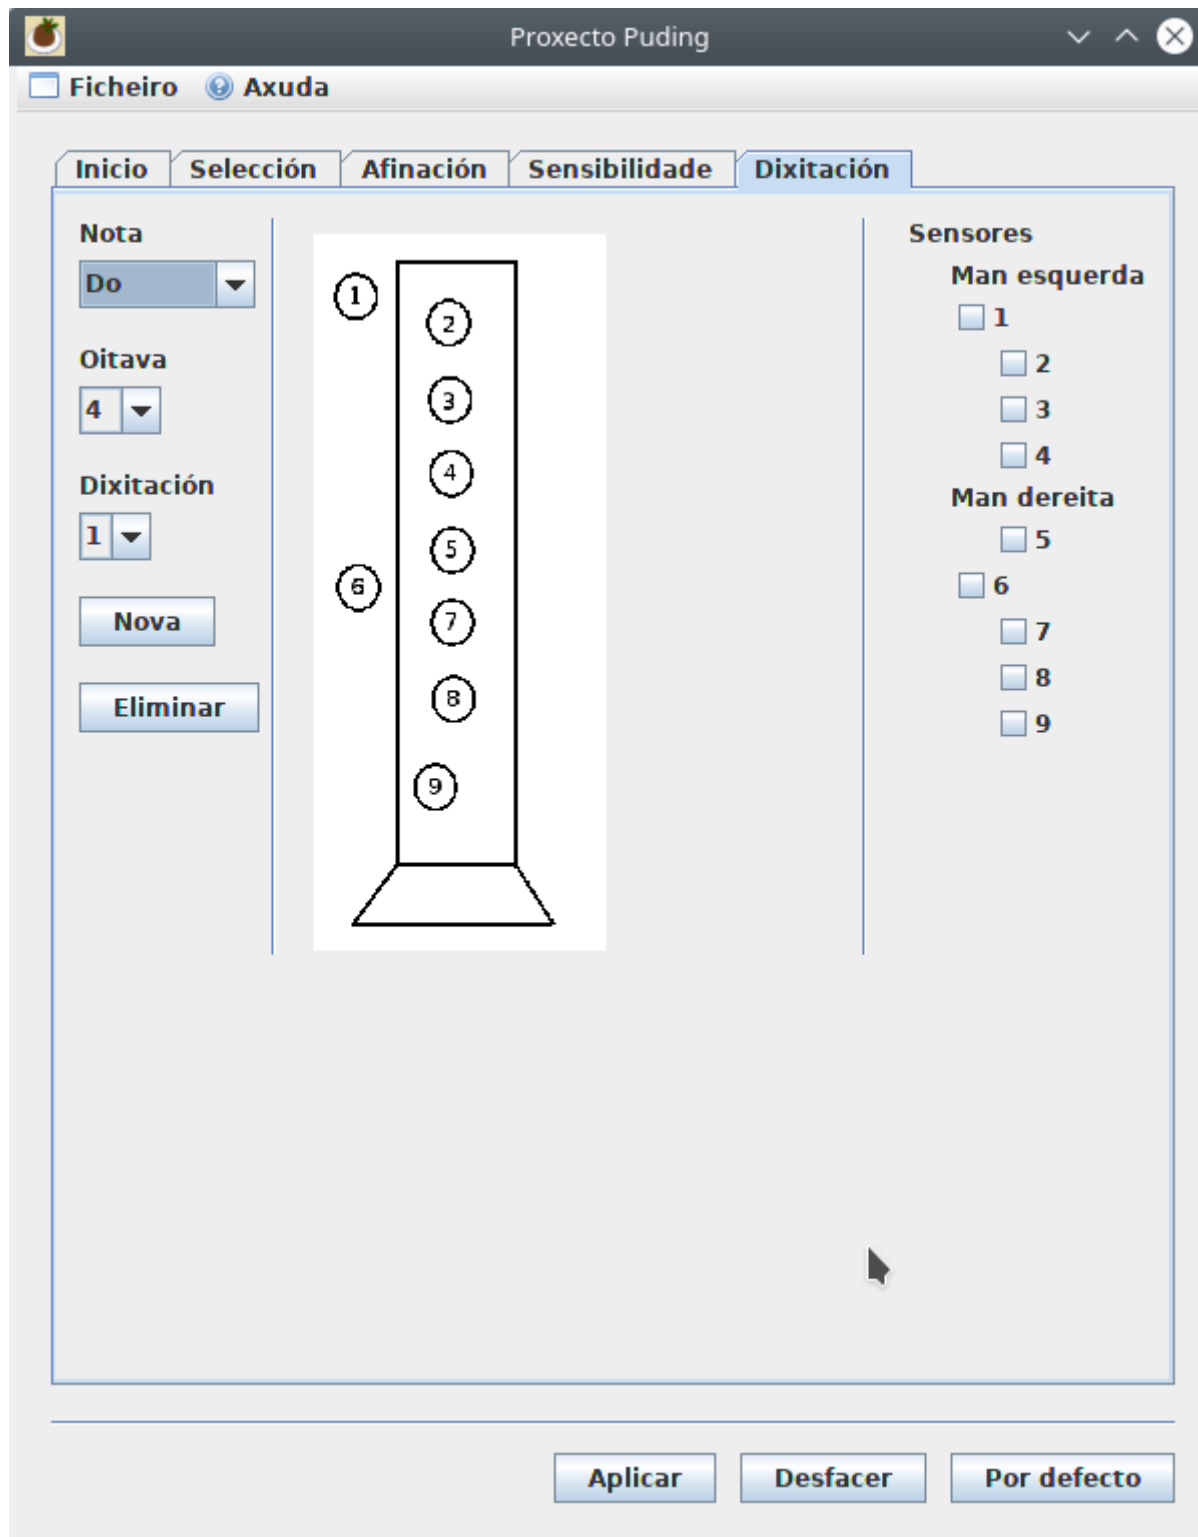 Proxecto Puding
Ficheiro Axuda
Inicio Selección Afinación Sensibilidade Dixitación
Nota
Do
Oitava
4
Dixitación
1
Nova
Eliminar
1
2
3
4
5
6
7
8
9
Sensores
Man esquerda
1
2
3
4
Man dereita
5
6
7
8
9
Aplicar Desfacer Por defecto